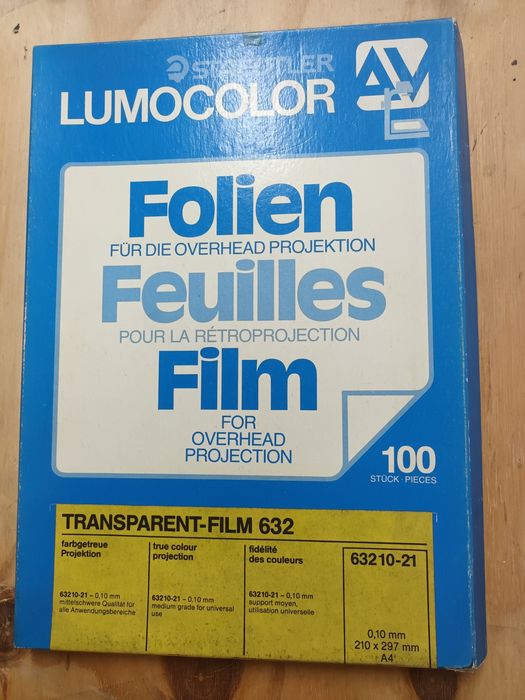 STAEDTLER
LUMOCOLOR
AV
Folien
FÜR DIE OVERHEAD PROJEKTION
Feuilles
POUR LA RÉTROPROJECTION
Film
FOR
OVERHEAD
PROJECTION
100
STÜCK · PIECES
TRANSPARENT-FILM 632
farbgetreue
Projektion
63210-21 – 0,10 mm
mittelschwere Qualität für
alle Anwendungsbereiche
true colour
projection
63210-21 – 0,10 mm
medium grade for universal
use
fidélité
des couleurs
63210-21 – 0,10 mm
support moyen,
utilisation universelle
63210-21
0,10 mm
210 x 297 mm
A4